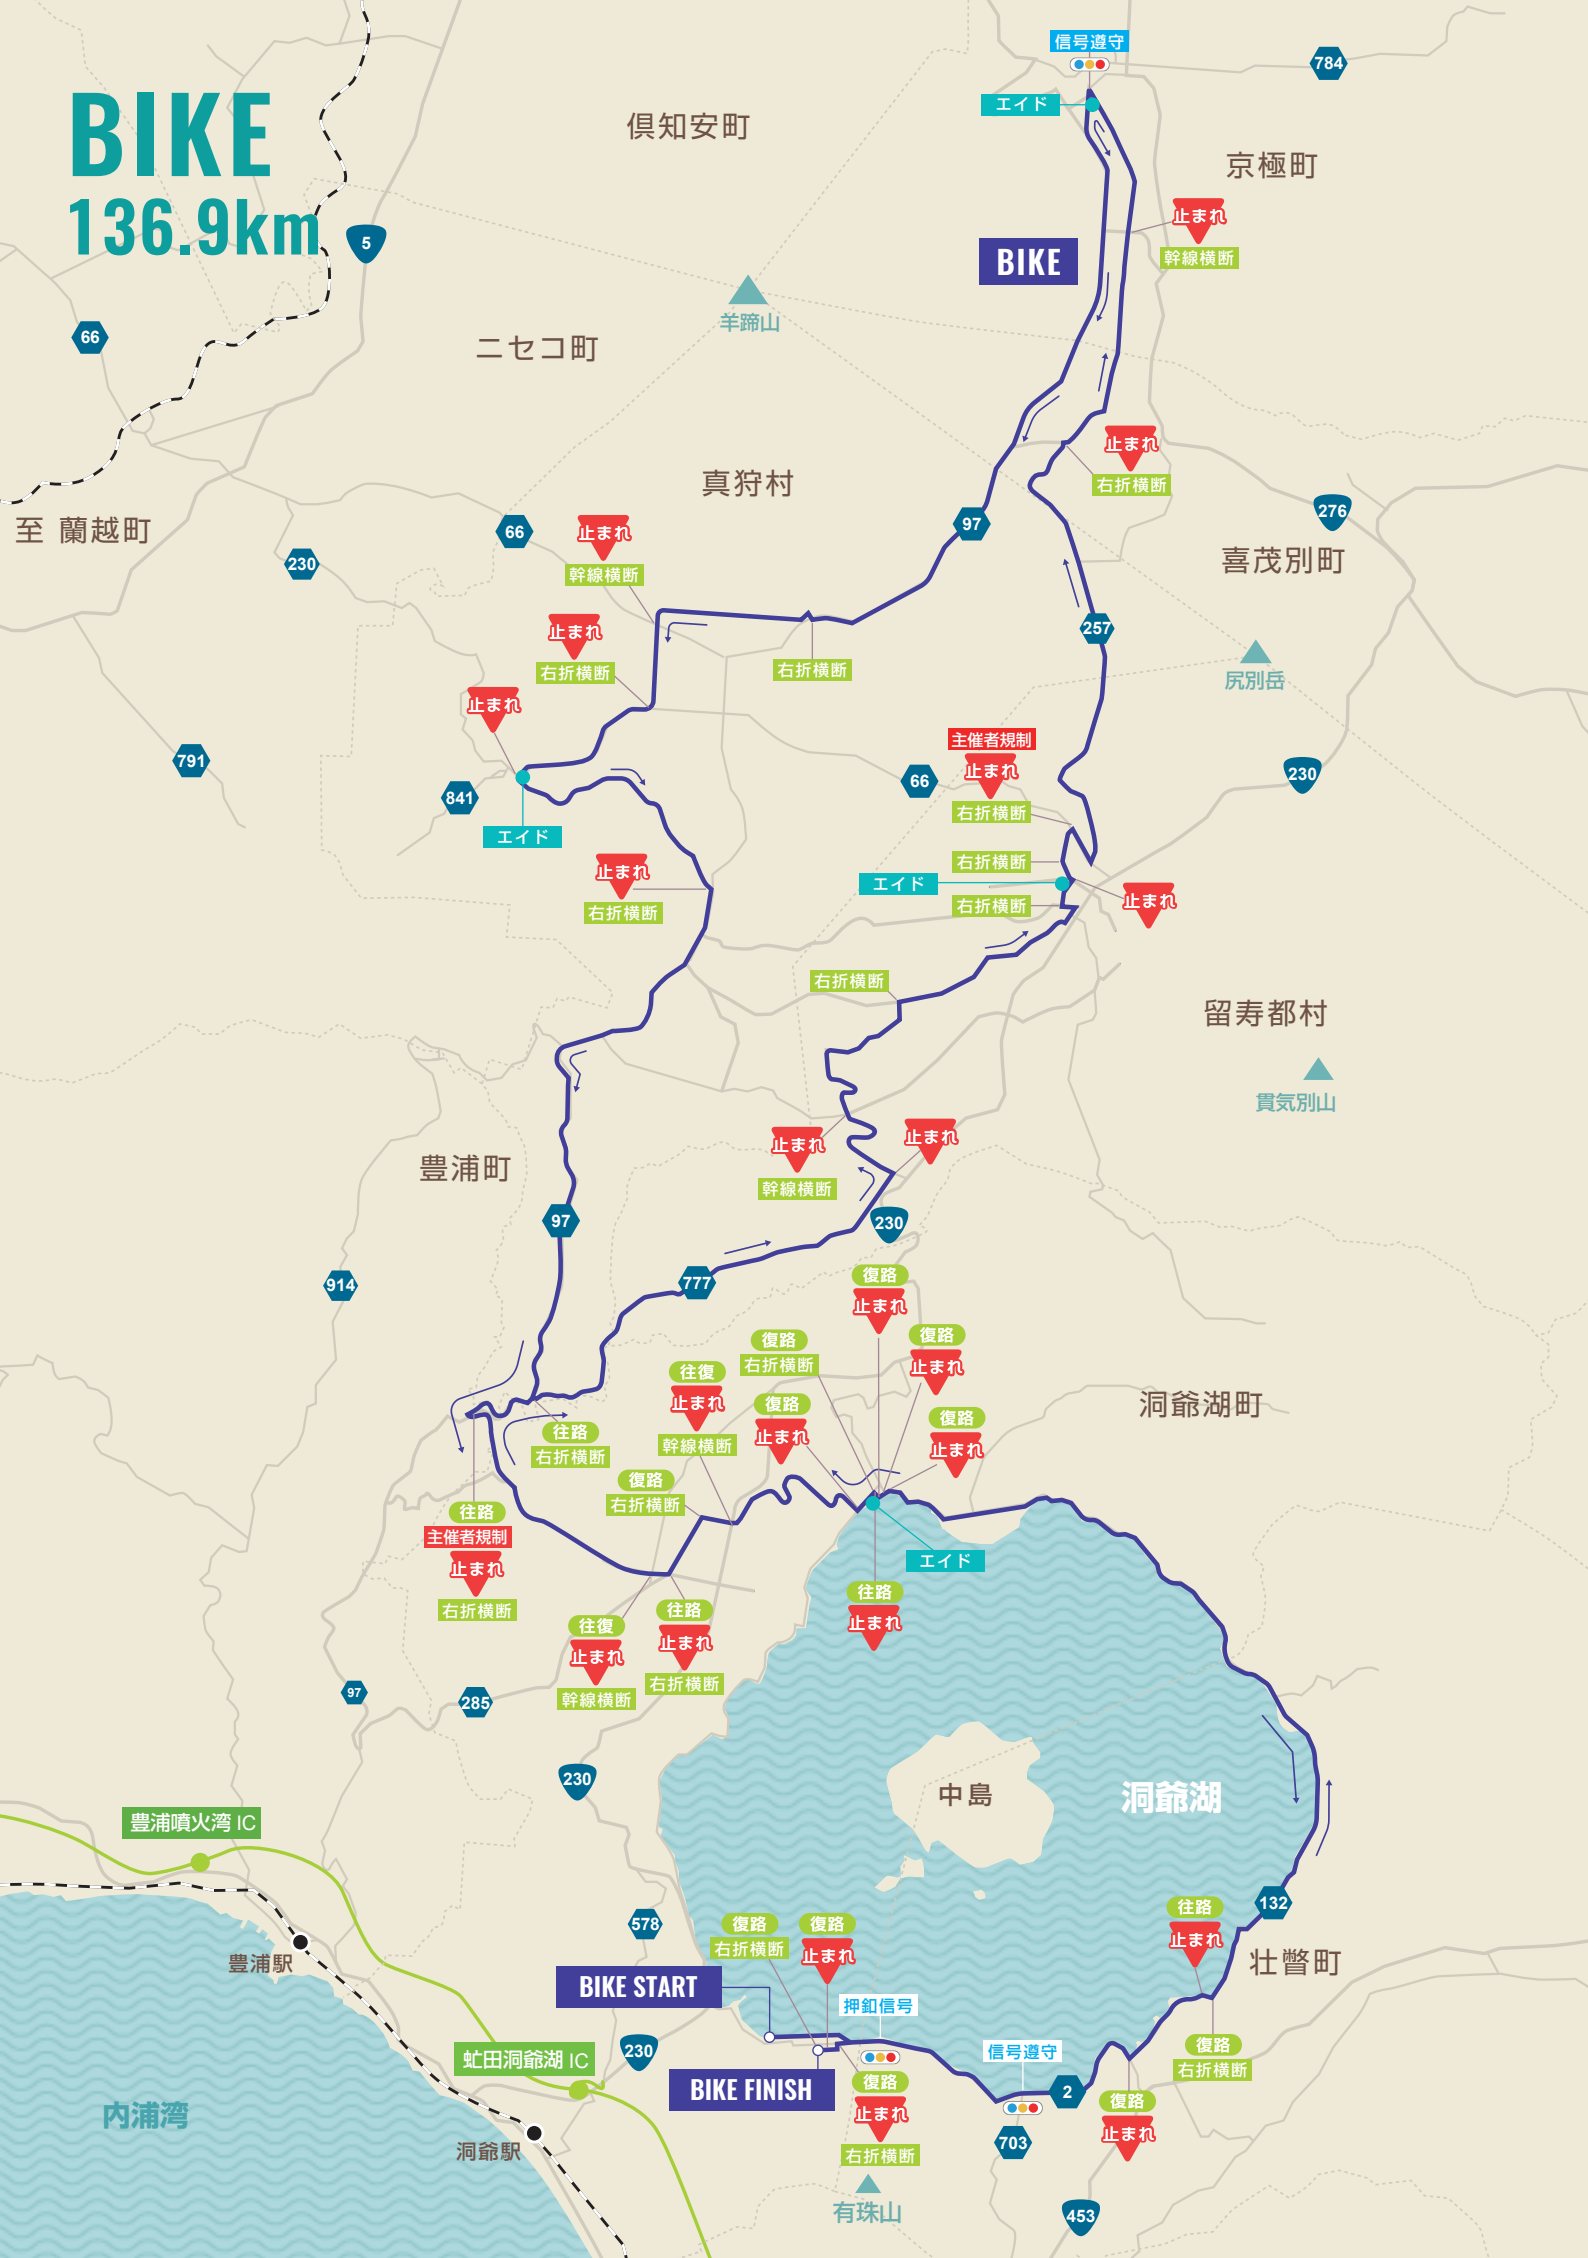 信号遵守
784
BIKE
136.9km
エイド
倶知安町
京極町
止まれ
幹線横断
5
BIKE
羊蹄山
66
ニセコ町
止まれ
右折横断
真狩村
276
至 蘭越町
66
止まれ
97
230
幹線横断
喜茂別町
止まれ
257
右折横断
右折横断
尻別岳
止まれ
主催者規制
791
66
止まれ
230
841
右折横断
エイド
右折横断
止まれ
エイド
右折横断
止まれ
右折横断
右折横断
留寿都村
貫気別山
止まれ
止まれ
豊浦町
幹線横断
97
230
914
777
復路
止まれ
復路
右折横断
復路
止まれ
往復
止まれ
幹線横断
復路
止まれ
洞爺湖町
復路
止まれ
往路
右折横断
復路
右折横断
往路
主催者規制
止まれ
右折横断
エイド
往路
止まれ
往復
止まれ
幹線横断
往路
止まれ
右折横断
97
285
230
中島
洞爺湖
豊浦噴火湾 IC
132
往路
止まれ
578
復路
右折横断
復路
止まれ
豊浦駅
壮瞥町
BIKE START
押釦信号
虻田洞爺湖 IC
230
信号遵守
復路
右折横断
BIKE FINISH
復路
止まれ
右折横断
2
復路
止まれ
内浦湾
703
洞爺駅
有珠山
453